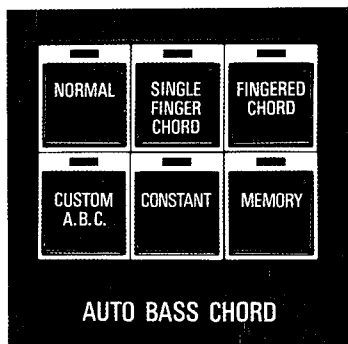 NORMAL
SINGLE
FINGER
CHORD
FINGERED
CHORD
CUSTOM
A.B.C.
CONSTANT
MEMORY
AUTO BASS CHORD